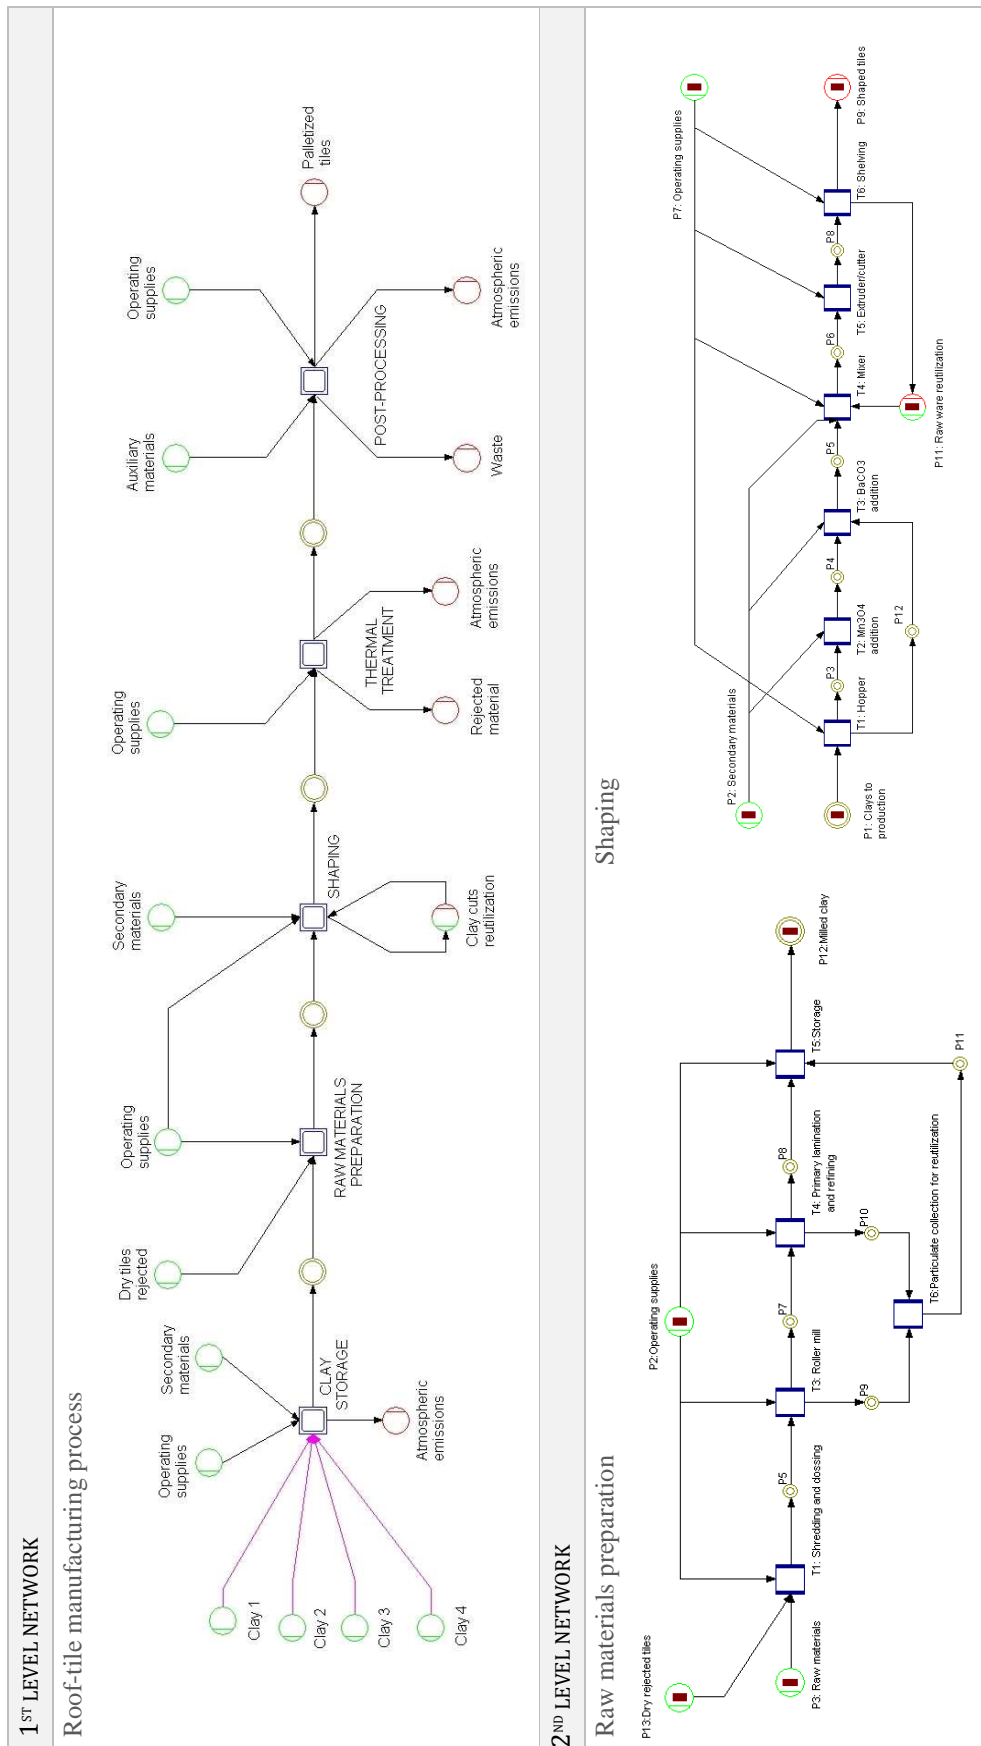 1ST LEVEL NETWORK
Roof-tile manufacturing process
Clay 1
Clay 2
Clay 3
Clay 4
Operating
supplies
Secondary
materials
CLAY
STORAGE
Atmospheric
emissions
Dry tiles
rejected
Operating
supplies
RAW MATERIALS
PREPARATION
Secondary
materials
SHAPING
Clay cuts
reutilization
Operating
supplies
THERMAL
TREATMENT
Rejected
material
Atmospheric
emissions
Auxiliary
materials
Operating
supplies
POST-PROCESSING
Waste
Atmospheric
emissions
Palletized
tiles
2ND LEVEL NETWORK
Raw materials preparation
P13:Dry rejected tiles
P3: Raw materials
T1: Shredding and dossing
P5
P2:Operating supplies
T3: Roller mill
P7
P9
T4: Primary lamination
and refining
P8
P10
T6:Particulate collection for reutilization
T5:Storage
P11
P12:Milled clay
Shaping
P1: Clays to
production
P2: Secondary materials
T1: Hopper
P3
T2: Mn3O4
addition
P12
P4
T3: BaCO3
addition
P5
T4: Mixer
P11: Raw ware reutilization
P6
T5: Extruder/cutter
P8
T6: Shelving
P7: Operating supplies
P9: Shaped tiles